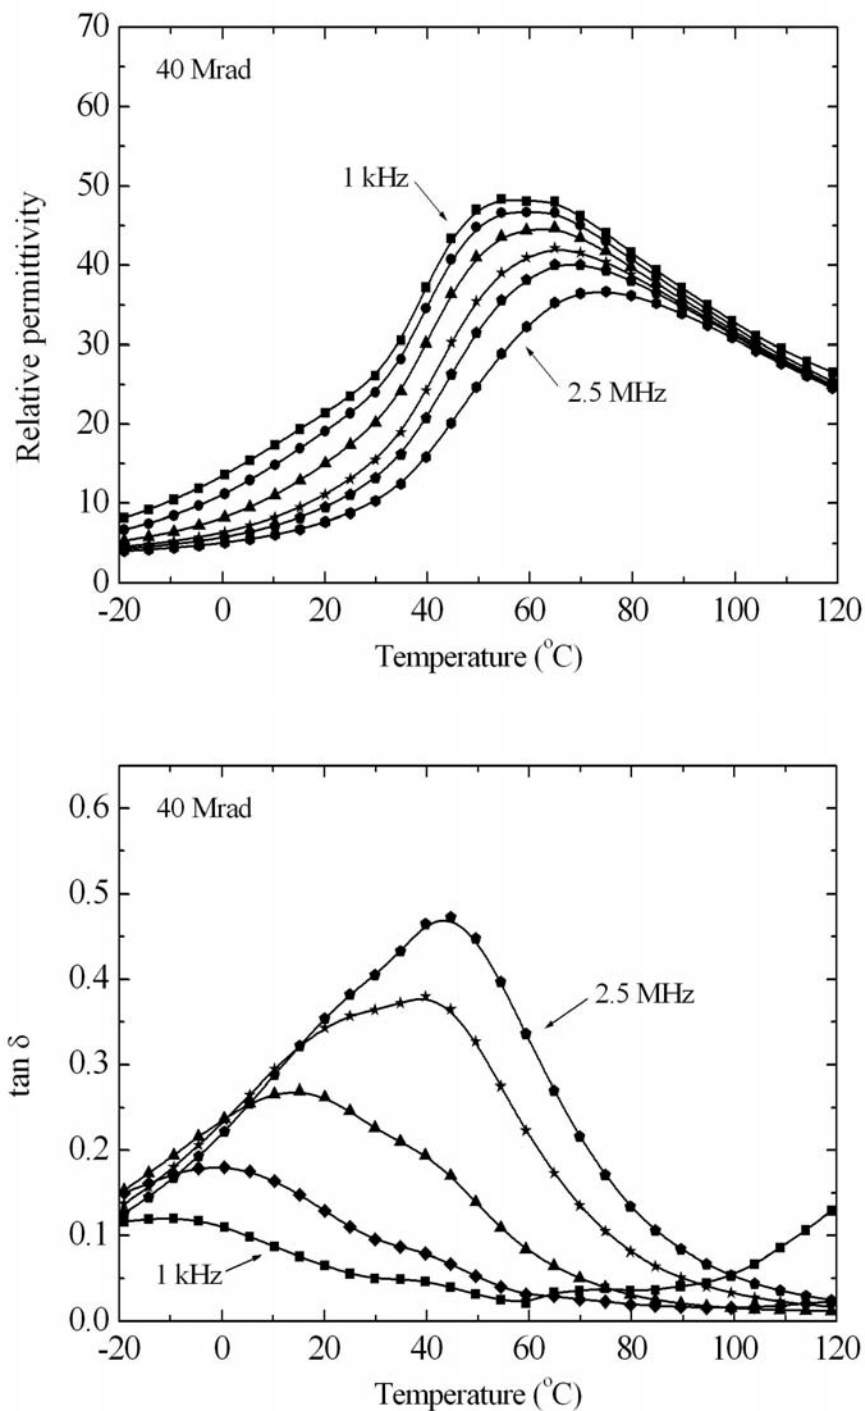 70
40 Mrad
60
50
1 kHz
40
Relative permittivity
30
2.5 MHz
20
10
0
-20 0 20 40 60 80 100 120
Temperature (°C)
0.6
40 Mrad
0.5
0.4
2.5 MHz
0.3
tan δ
0.2
0.1
1 kHz
0.0
-20 0 20 40 60 80 100 120
Temperature (°C)